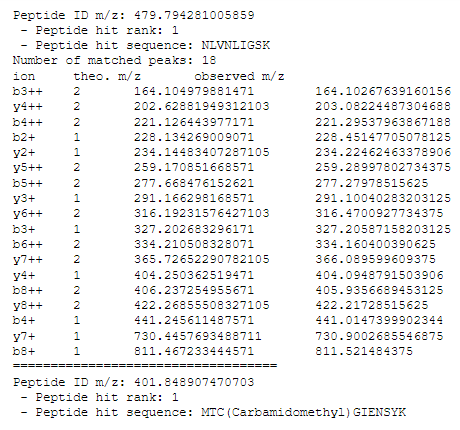 Peptide ID m/z: 479.794281005859
- Peptide hit rank: 1
- Peptide hit sequence: NLVNLIGSK
Number of matched peaks: 18
ion theo. m/z observed m/z
b3++ 2 164.104979881471 164.10267639160156
y4++ 2 202.62881949312103 203.08224487304688
b4++ 2 221.126443977171 221.29537963867188
b2+ 1 228.134269009071 228.45147705078125
y2+ 1 234.14483407287105 234.22462463378906
y5++ 2 259.170851668571 259.28997802734375
b5++ 2 277.668476152621 277.27978515625
y3+ 1 291.166298168571 291.10040283203125
y6++ 2 316.19231576427103 316.4700927734375
b3+ 1 327.202683296171 327.20587158203125
b6++ 2 334.210508328071 334.160400390625
y7++ 2 365.72652290782105 366.089599609375
y4+ 1 404.250362519471 404.0948791503906
b8++ 2 406.237254955671 405.9356689453125
y8++ 2 422.26855508327105 422.21728515625
b4+ 1 441.245611487571 441.0147399902344
y7+ 1 730.4457693488711 730.9002685546875
b8+ 1 811.467233444571 811.521484375
===================================
Peptide ID m/z: 401.848907470703
- Peptide hit rank: 1
- Peptide hit sequence: MTC(Carbamidomethyl)GIENSYK